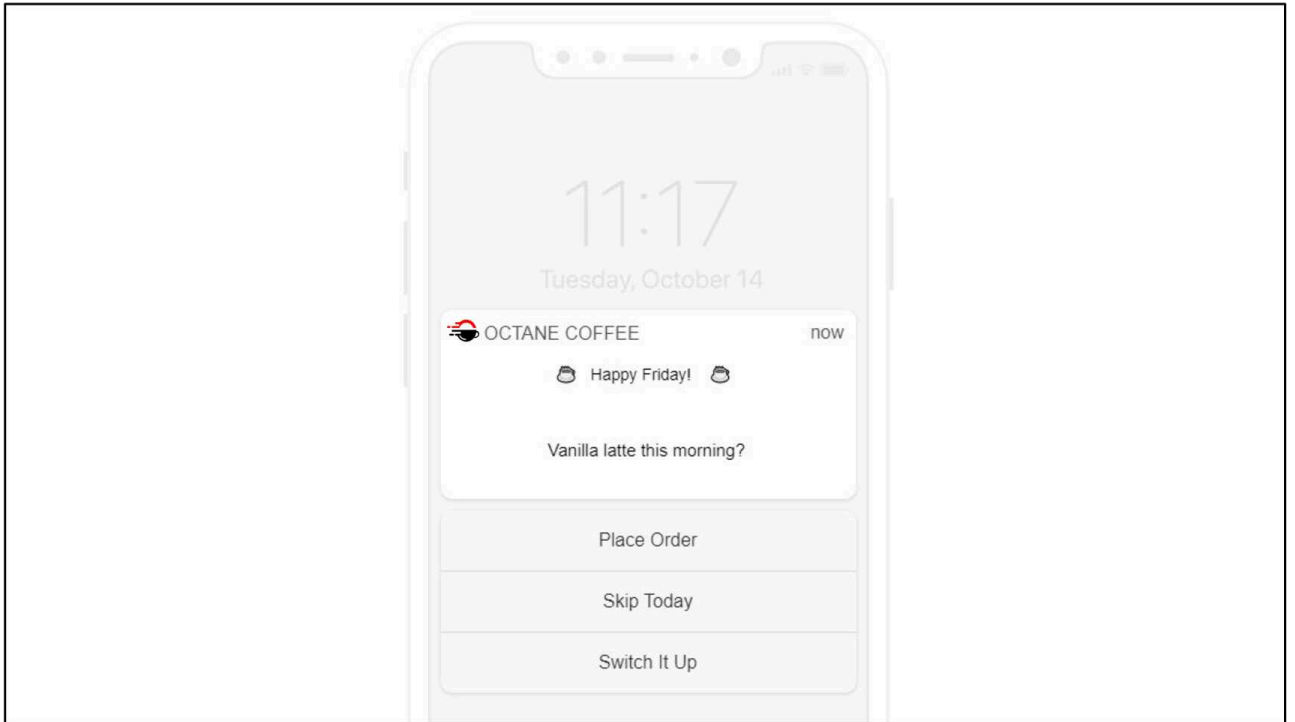 11:17
Tuesday, October 14
OCTANE COFFEE now
Happy Friday!
Vanilla latte this morning?
Place Order
Skip Today
Switch It Up